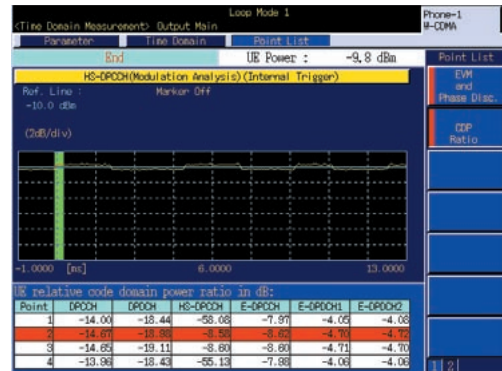 Loop Mode 1
<Time Domain Measurement> Output Main
Phone-1
W-CDMA
Parameter Time Domain Point List
End UE Power : -9.8 dBm
Point List
HS-DPCCH(Modulation Analysis)(Internal Trigger)
Ref. Line : Marker Off
-10.0 dBm
(2dB/div)
EVM
and
Phase Disc.
CDP
Ratio
-1.0000 [ms] 6.0000 13.0000
UE relative code domain power ratio in dB:
Point DPCCH DPDCH HS-DPCCH E-DPCCH E-DPDCH1 E-DPDCH2
1 -14.00 -18.44 -58.08 -7.97 -4.05 -4.08
2 -14.67 -18.98 -8.58 -8.62 -4.70 -4.72
3 -14.65 -19.11 -8.60 -8.60 -4.71 -4.70
4 -13.96 -18.43 -55.13 -7.98 -4.06 -4.06
1 2